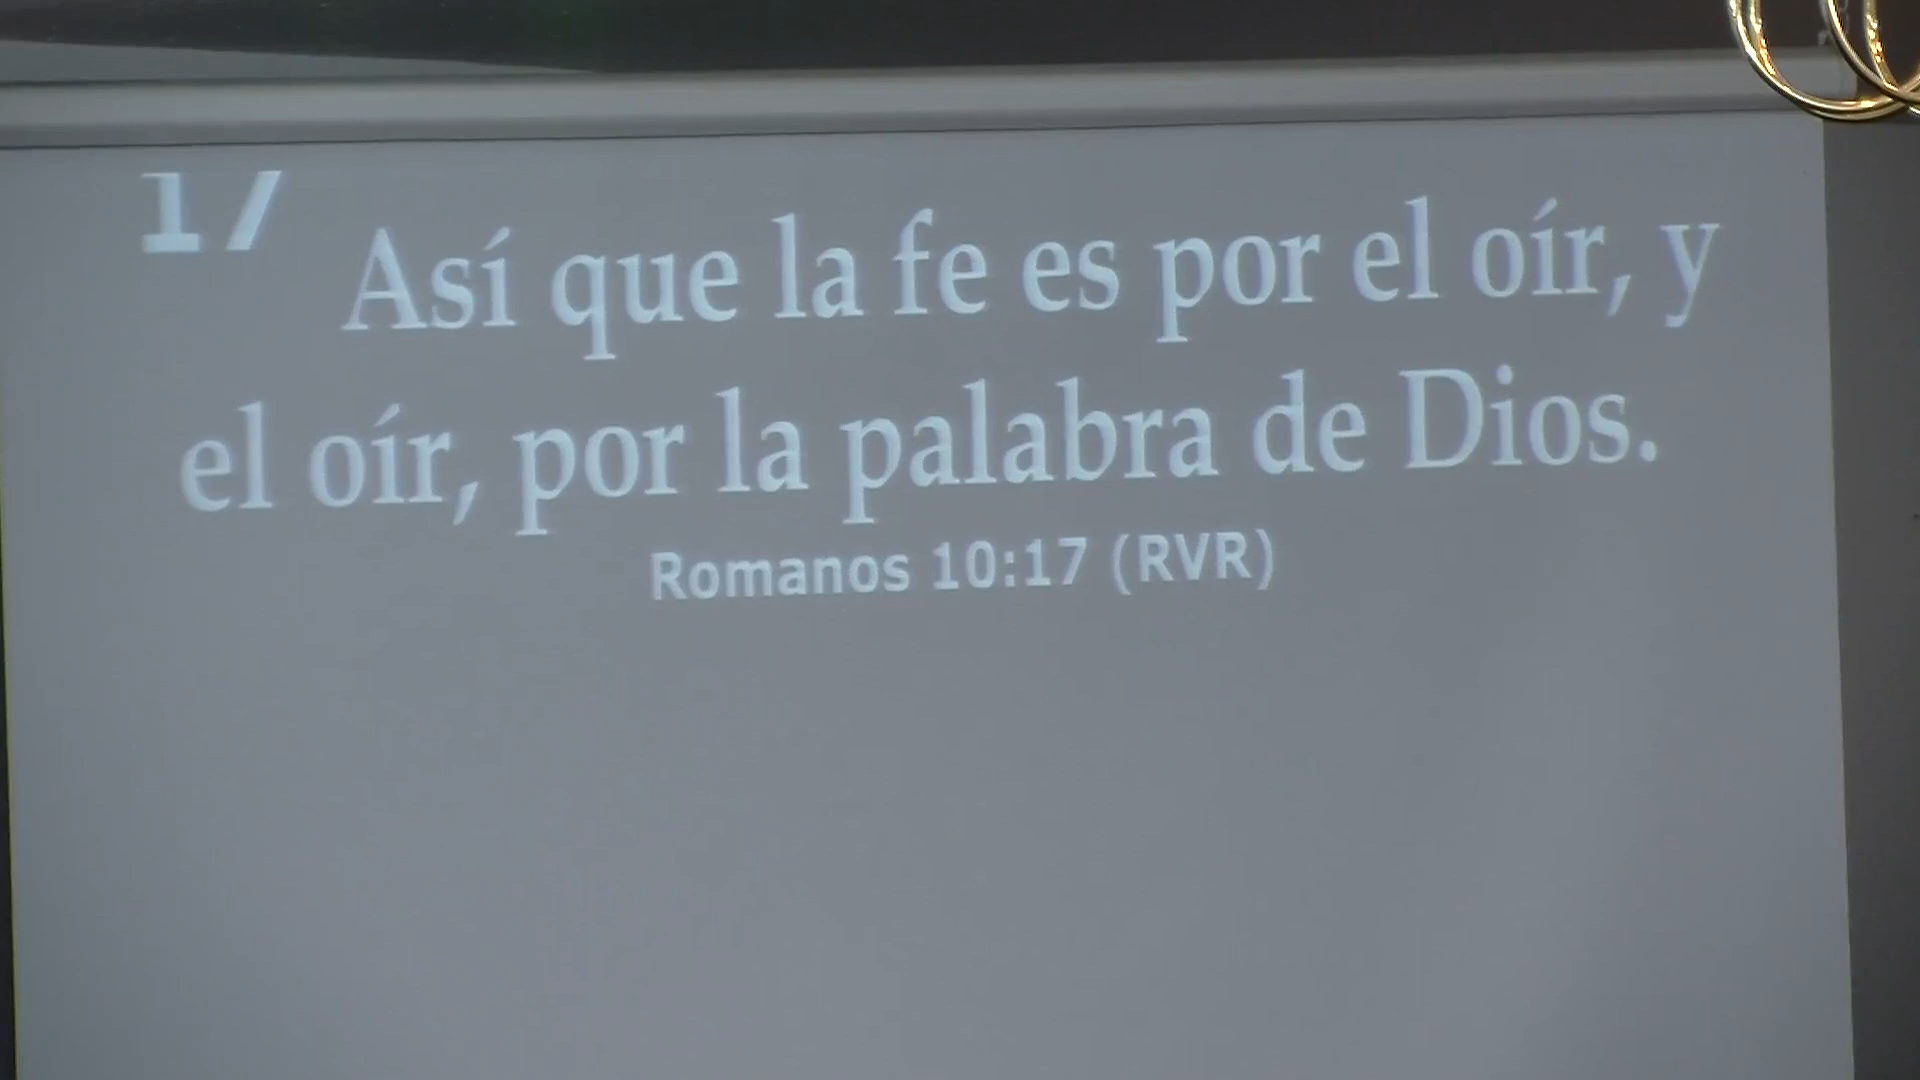 17 Así que la fe es por el oír, y
el oír, por la palabra de Dios.
Romanos 10:17 (RVR)